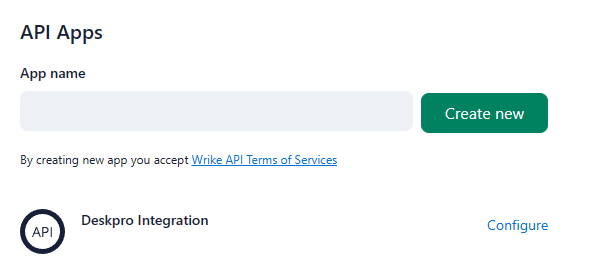 API Apps
App name
Create new
By creating new app you accept Wrike API Terms of Services
API Deskpro Integration Configure